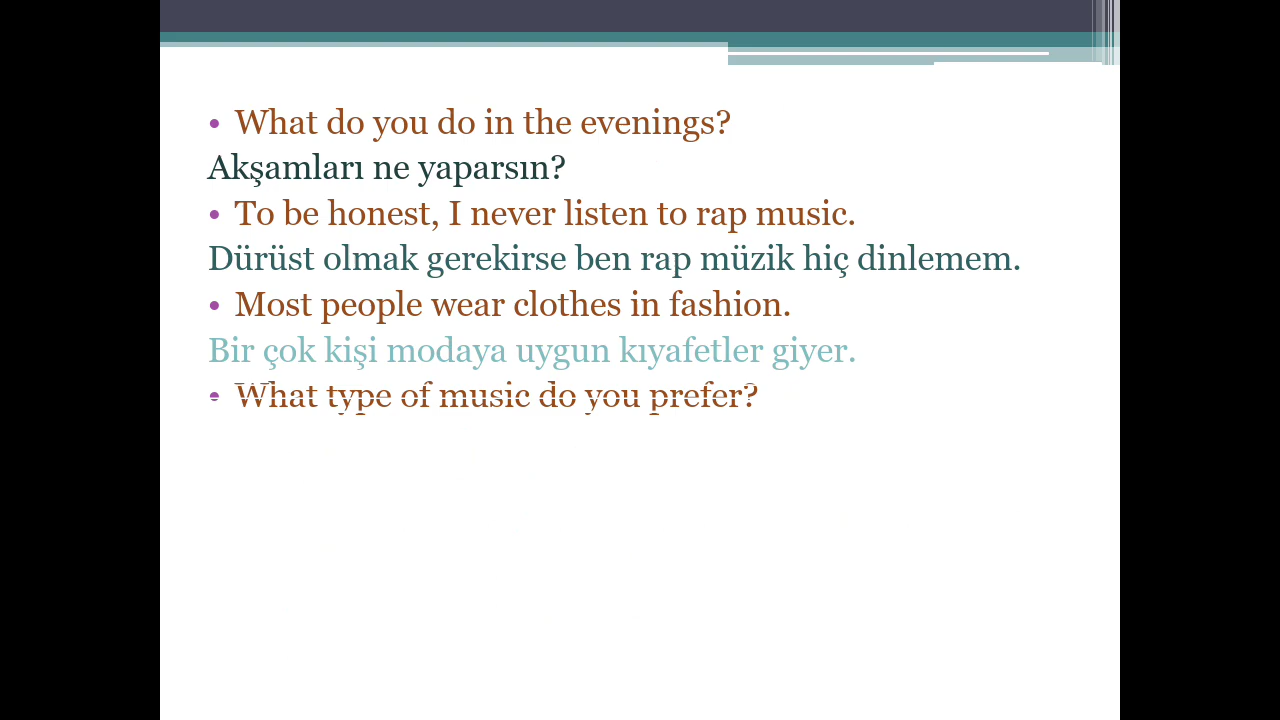 • What do you do in the evenings?
Akşamları ne yaparsın?
• To be honest, I never listen to rap music.
Dürüst olmak gerekirse ben rap müzik hiç dinlemem.
• Most people wear clothes in fashion.
Bir çok kişi modaya uygun kıyafetler giyer.
• What type of music do you prefer?